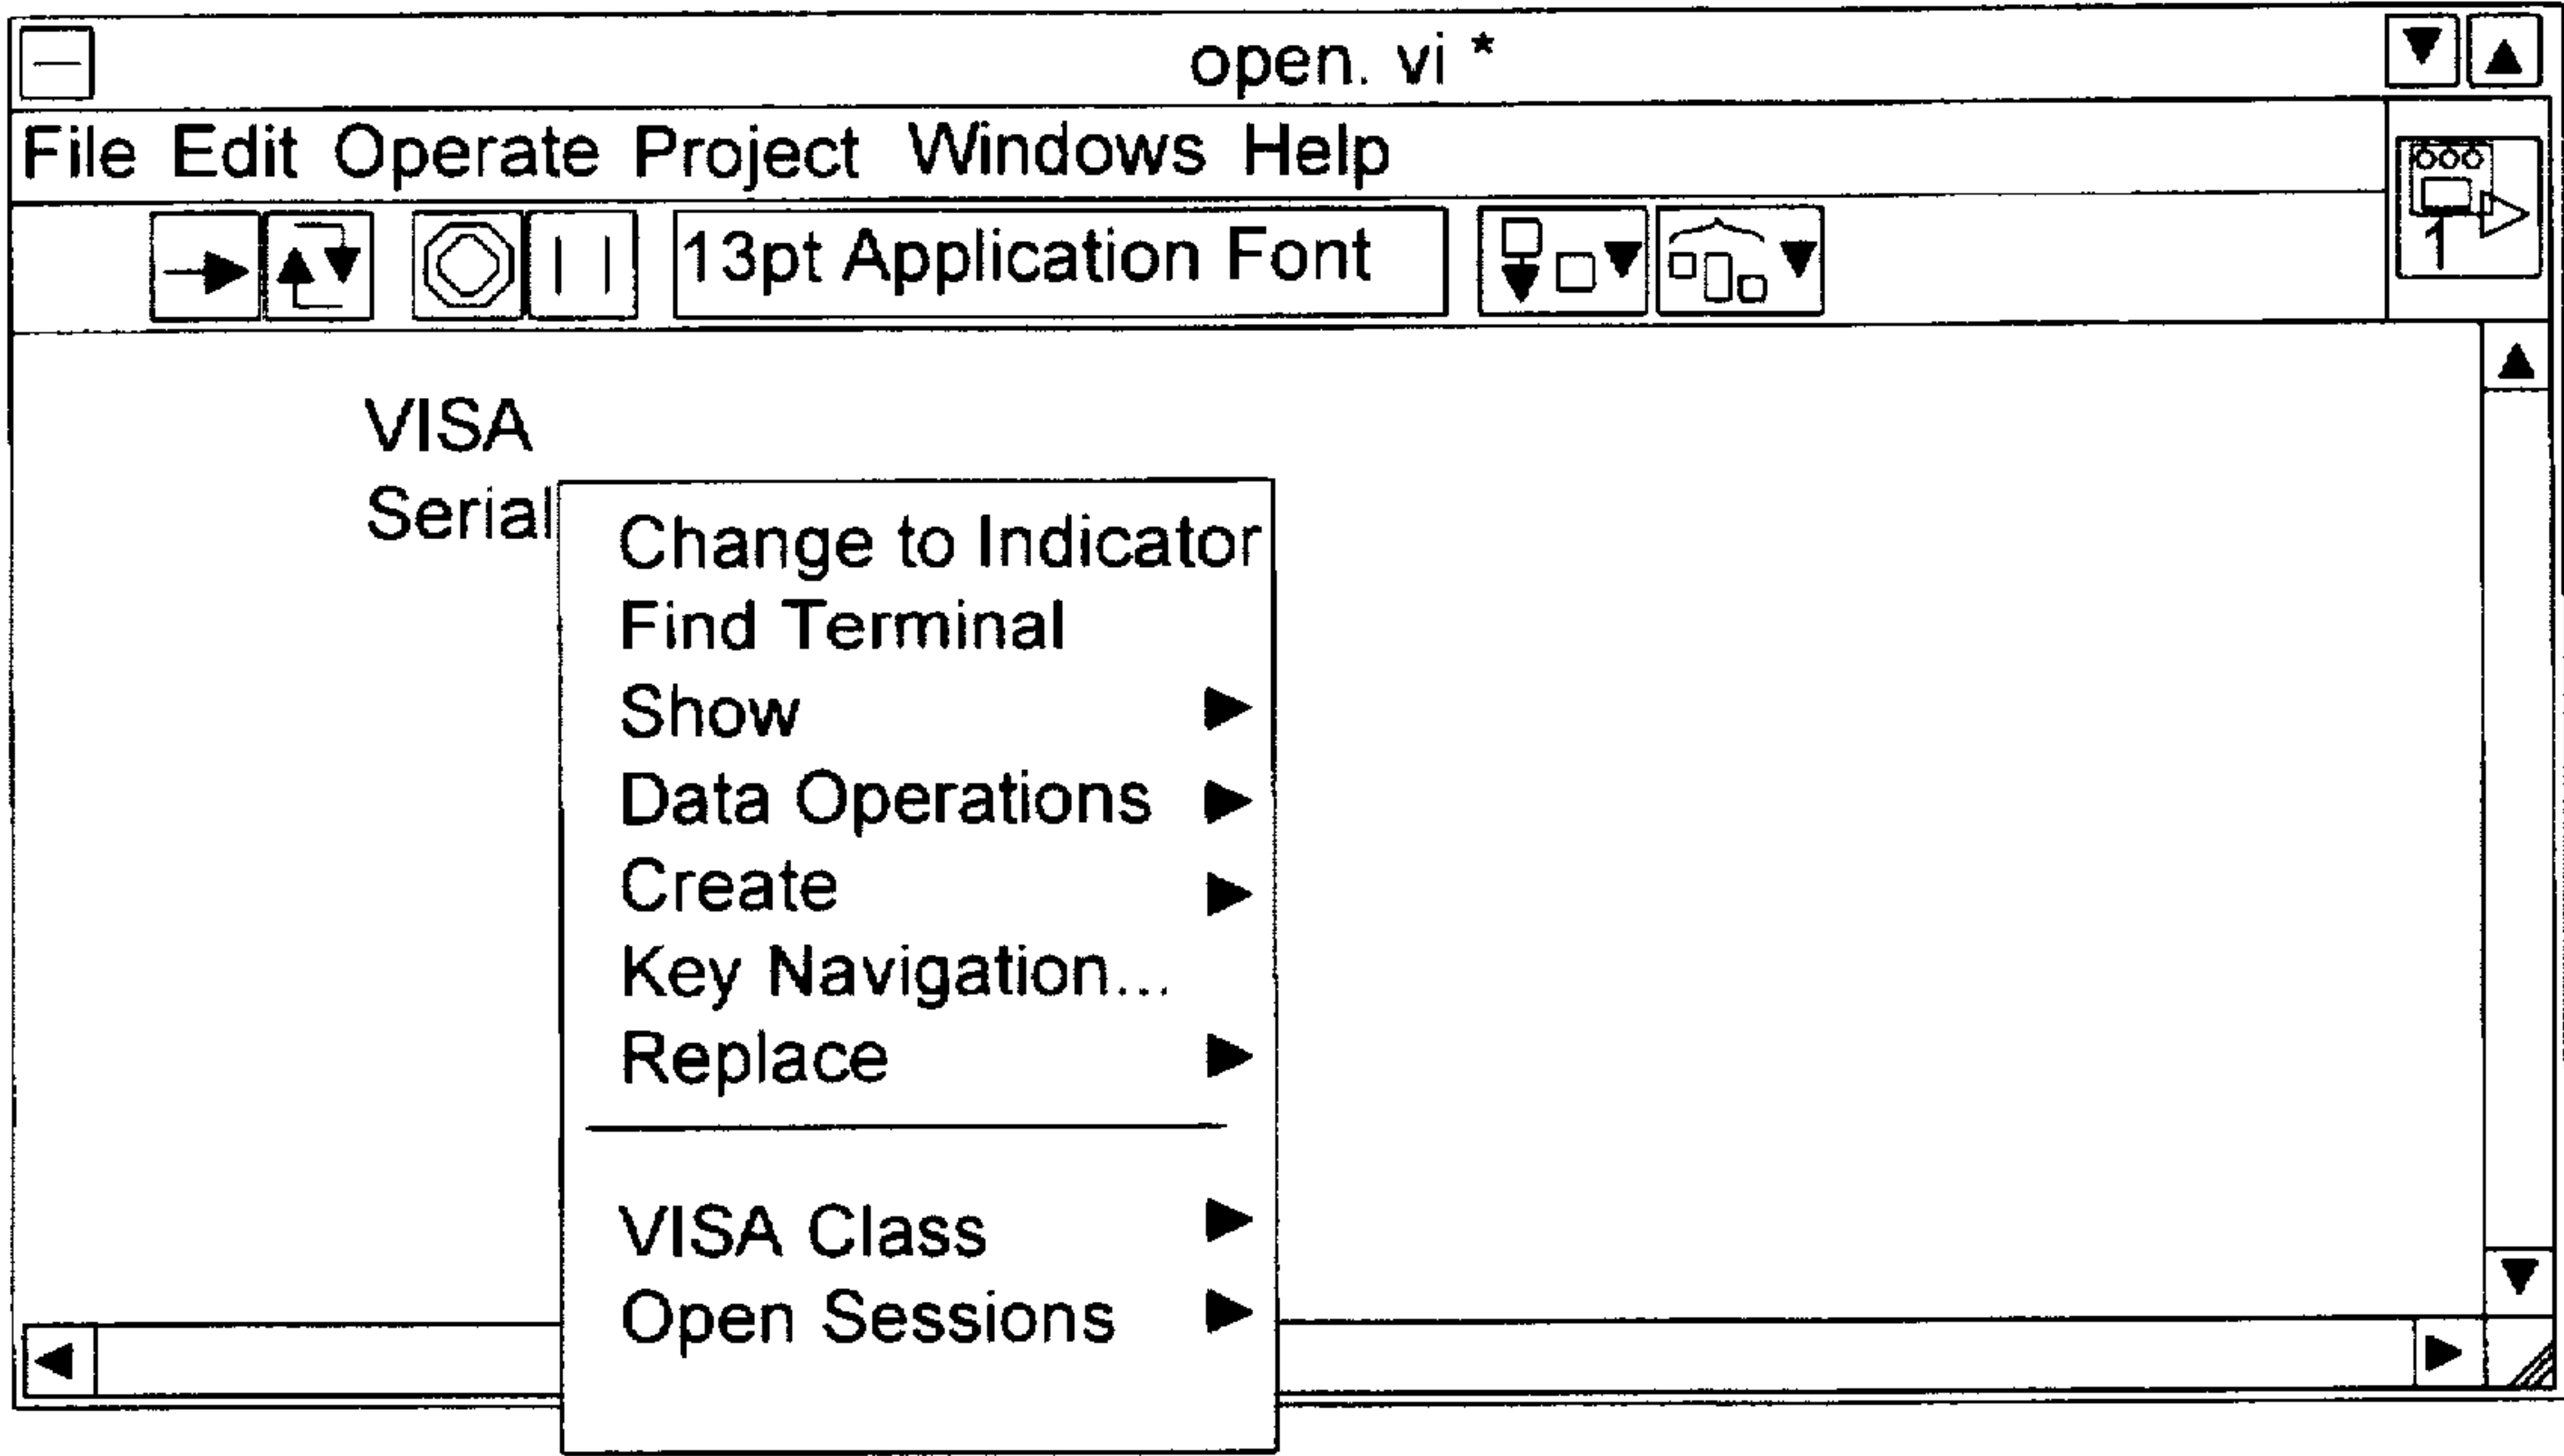 open. vi *
File Edit Operate Project Windows Help
13pt Application Font
1
VISA
Serial
Change to Indicator
Find Terminal
Show
Data Operations
Create
Key Navigation...
Replace
VISA Class
Open Sessions